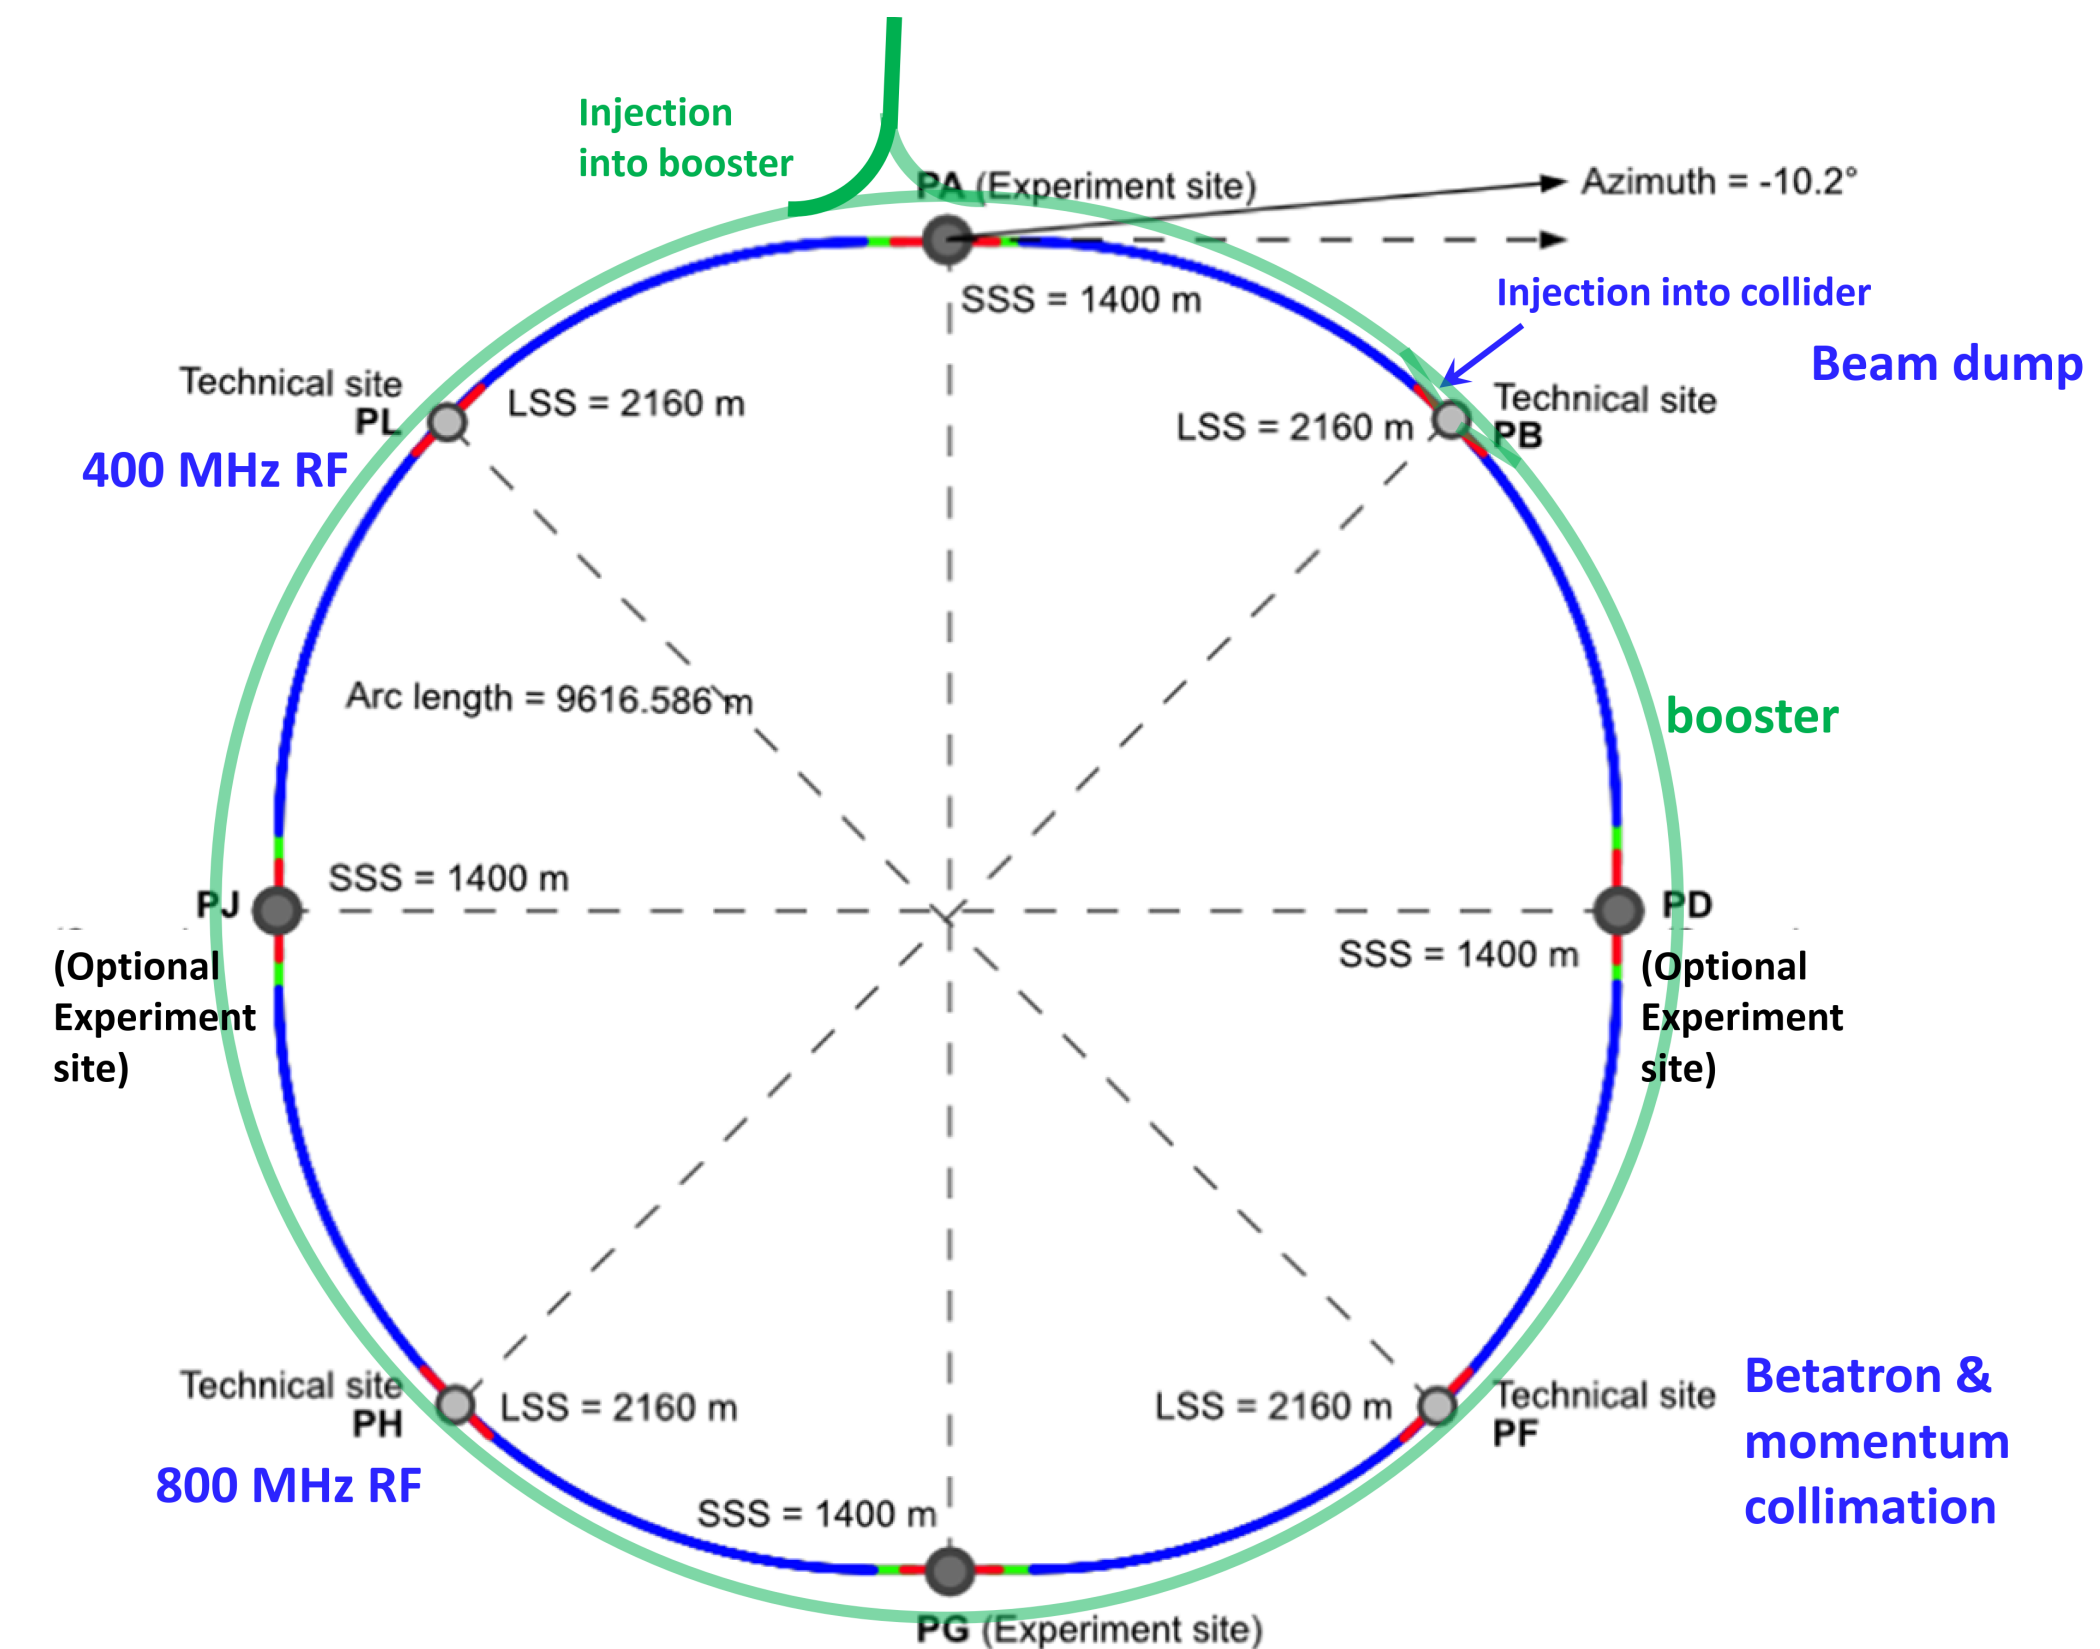 Injection
into booster
PA (Experiment site)
Azimuth = -10.2°
SSS = 1400 m
Injection into collider
Beam dump
Technical site
PL
LSS = 2160 m
400 MHz RF
LSS = 2160 m
Technical site
PB
Arc length = 9616.586 m
booster
SSS = 1400 m
PJ
(Optional
Experiment
site)
PD
SSS = 1400 m
(Optional
Experiment
site)
Technical site
PH
LSS = 2160 m
800 MHz RF
LSS = 2160 m
Technical site
PF
Betatron &
momentum
collimation
SSS = 1400 m
PG (Experiment site)